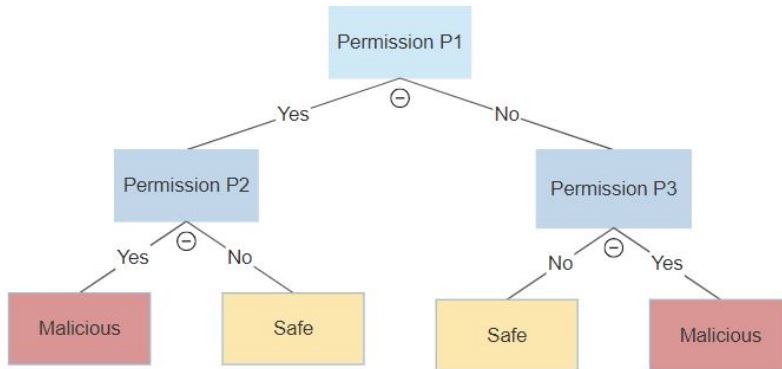 Permission P1
Yes
No
Permission P2
Permission P3
Yes
No
No
Yes
Malicious
Safe
Safe
Malicious